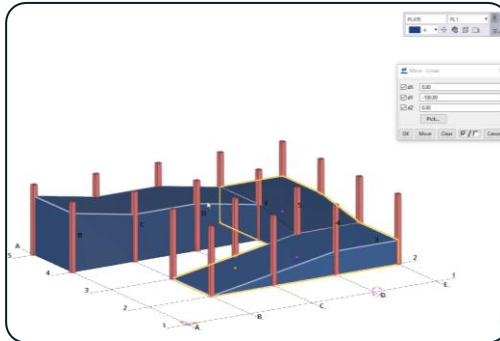 PLATE
PL1
Move - Linear
dX 0.00
dY -100.00
dZ 0.00
Pick...
OK Move Clear Cancel
A
B
C
D
5
4
3
2
1
A.
B.
C.
D.
E.
1
2